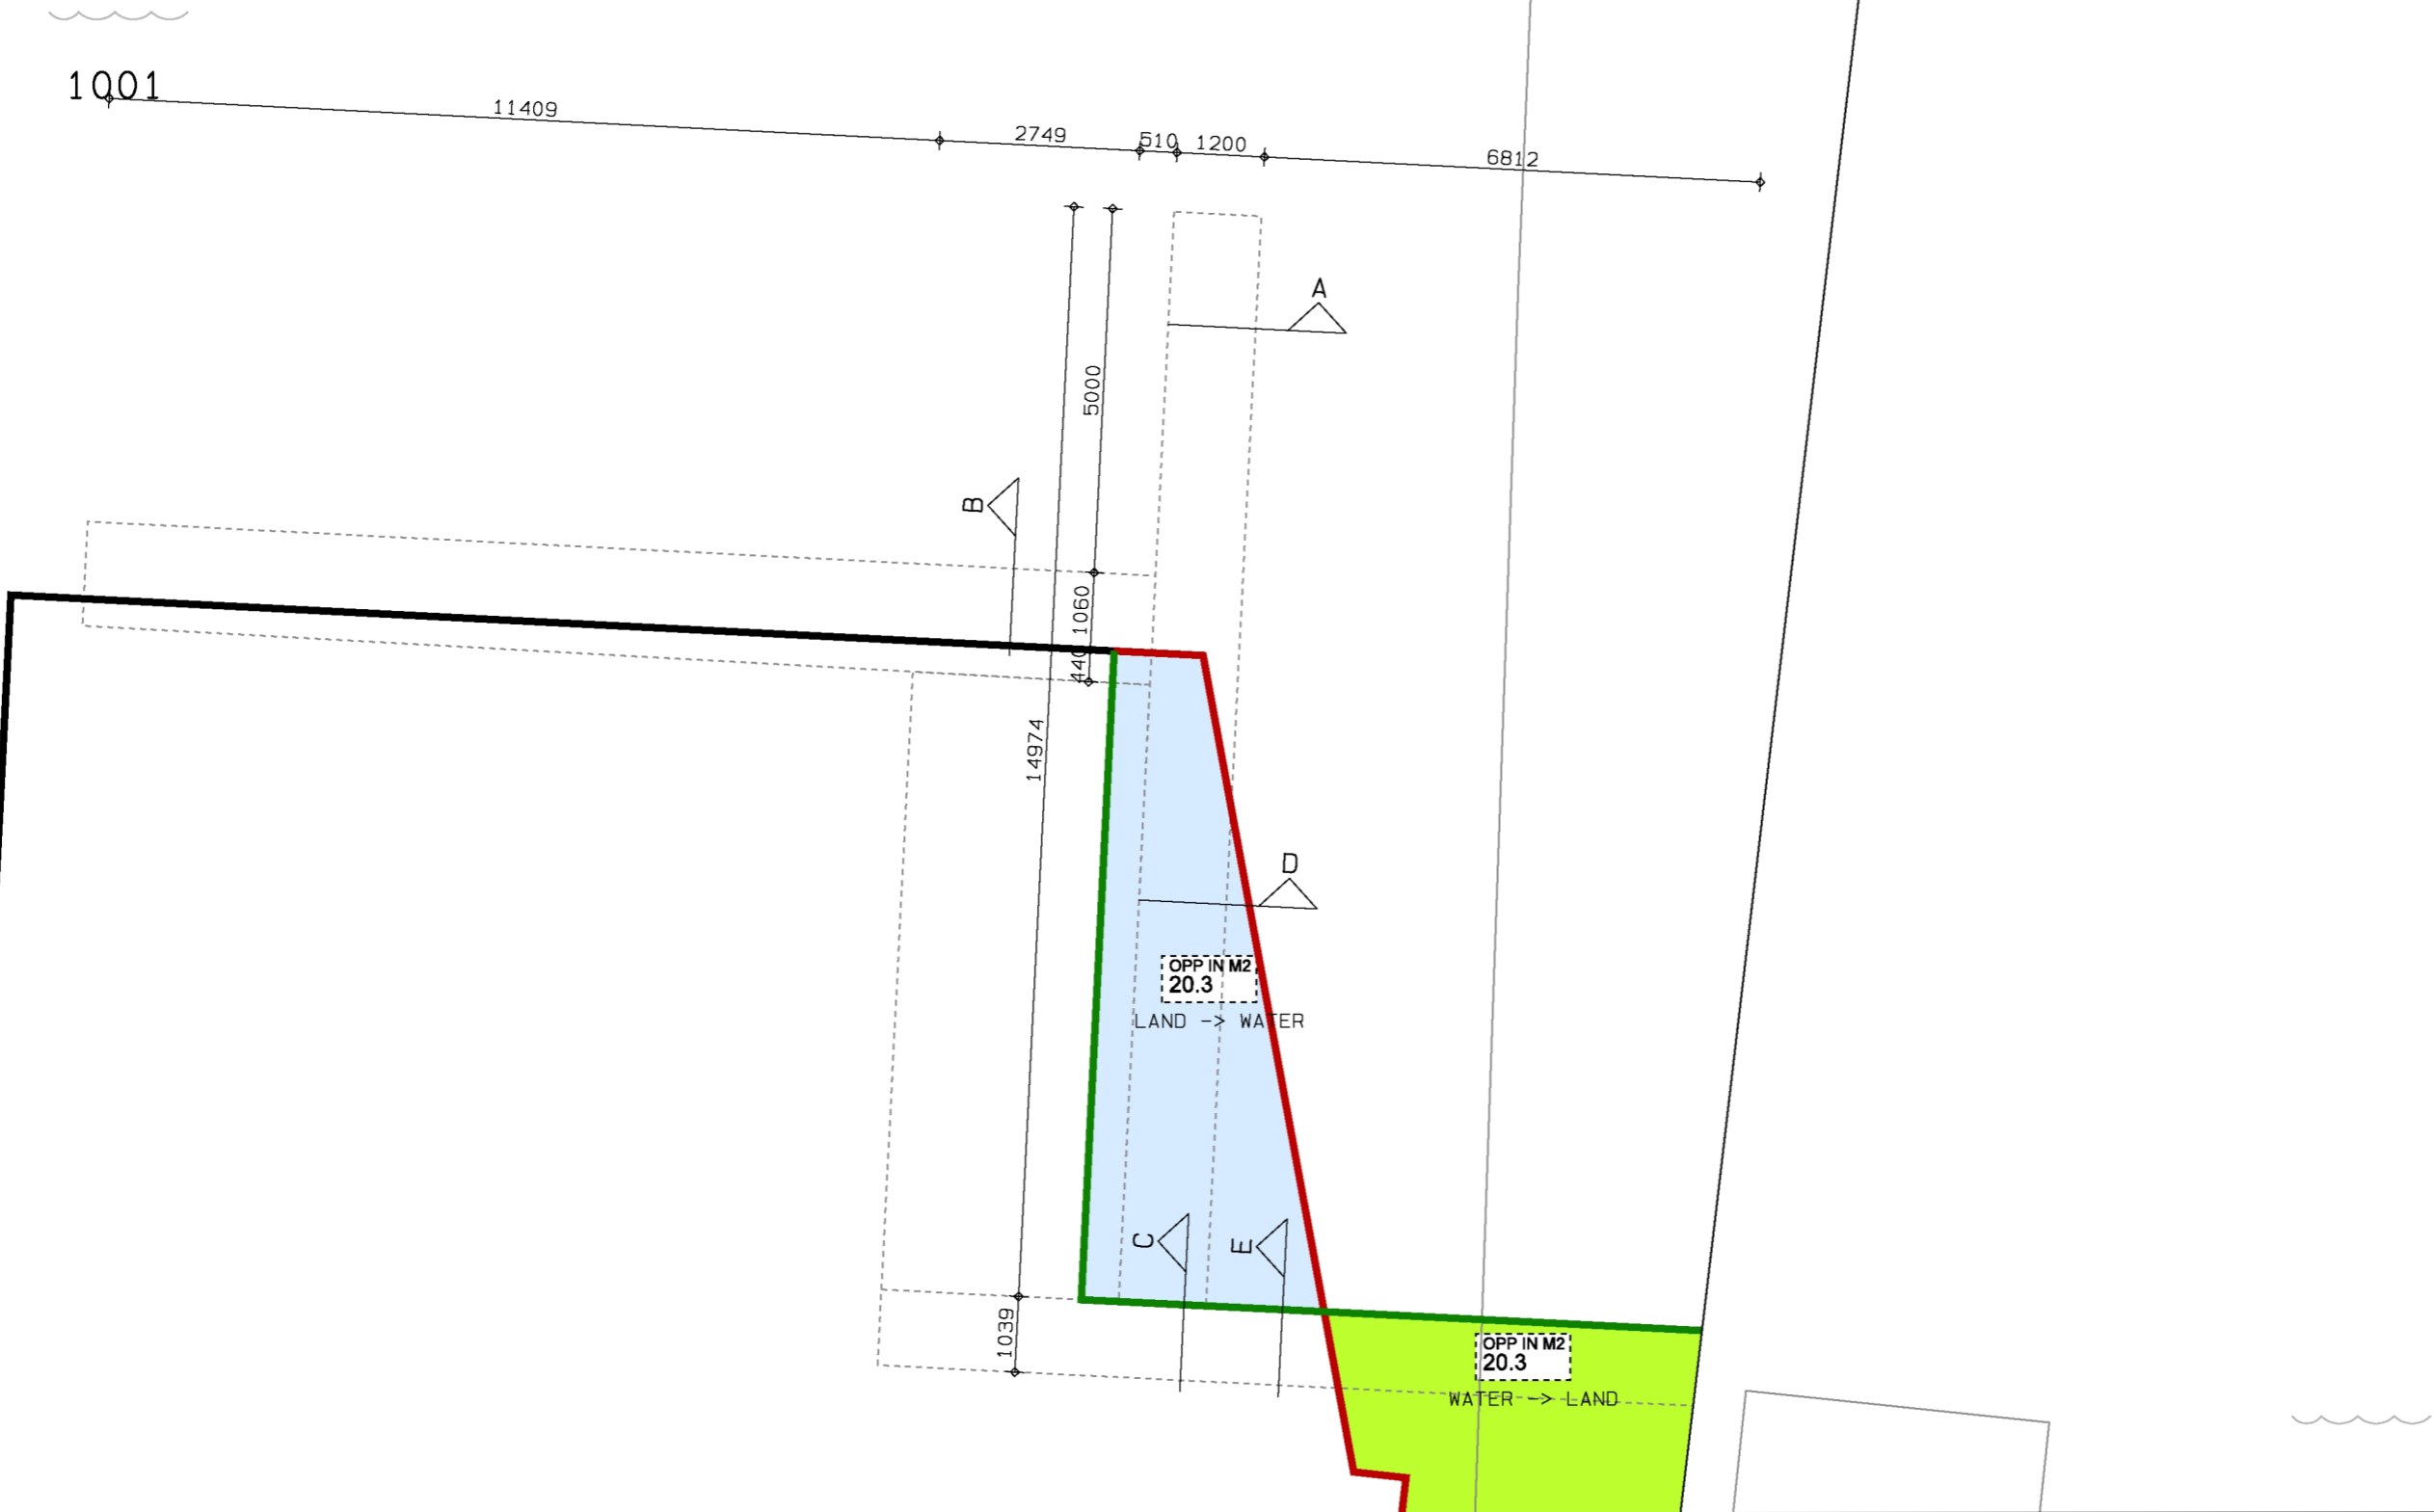 1001
11409
2749
510
1200
6812
A
5000
B
1060
440
14974
D
OPP IN M2
20.3
LAND -> WATER
C
E
1039
OPP IN M2
20.3
WATER -> LAND